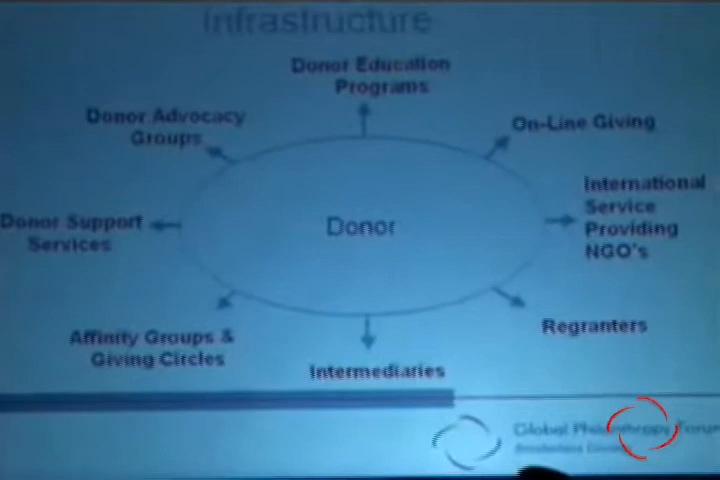 Infrastructure
Donor Education
Programs
Donor Advocacy
Groups
On-Line Giving
International
Service
Providing
NGO's
Donor Support
Services
Donor
Affinity Groups &
Giving Circles
Regranters
Intermediaries
Global Philanthropy Forum